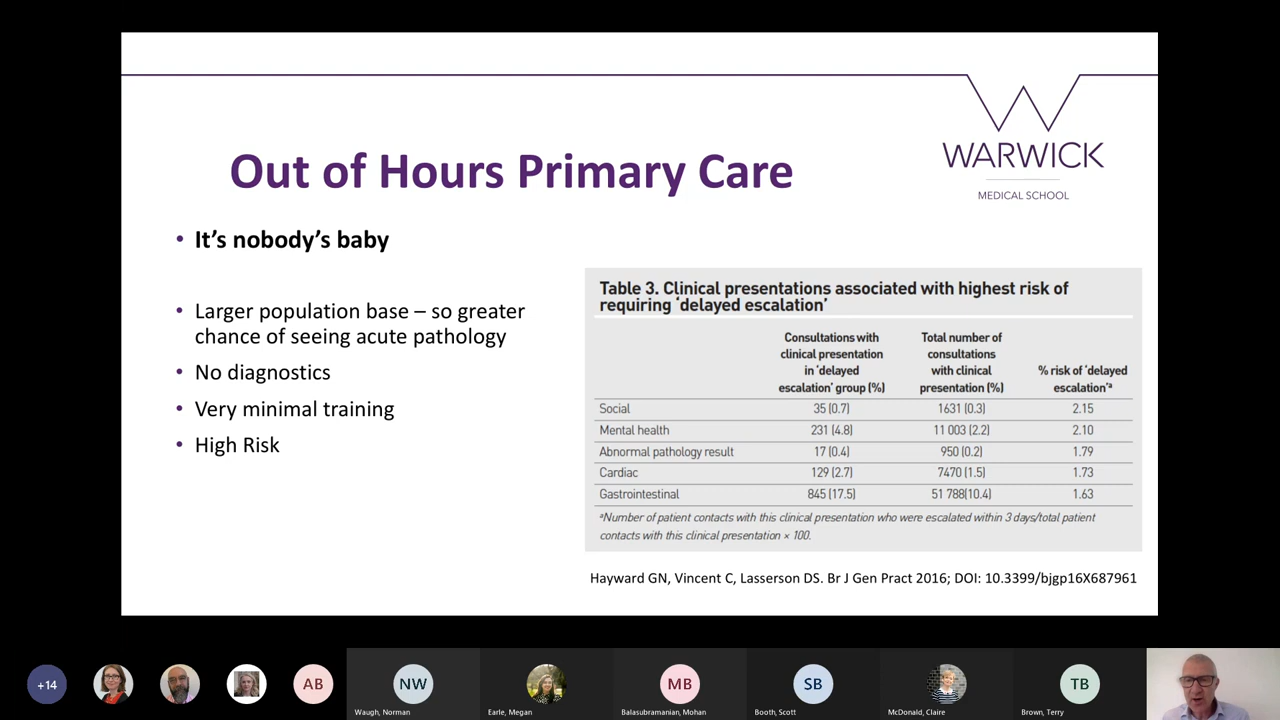 WARWICK
MEDICAL SCHOOL
Out of Hours Primary Care
• It’s nobody’s baby
• Larger population base – so greater
chance of seeing acute pathology
• No diagnostics
• Very minimal training
• High Risk
Table 3. Clinical presentations associated with highest risk of
requiring ‘delayed escalation’
Consultations with clinical presentation in ‘delayed escalation’ group (%) Total number of consultations with clinical presentation (%) % risk of ‘delayed escalation’ᵃ
Social 35 (0.7) 1631 (0.3) 2.15
Mental health 231 (4.8) 11 003 (2.2) 2.10
Abnormal pathology result 17 (0.4) 950 (0.2) 1.79
Cardiac 129 (2.7) 7470 (1.5) 1.73
Gastrointestinal 845 (17.5) 51 788(10.4) 1.63
ᵃNumber of patient contacts with this clinical presentation who were escalated within 3 days/total patient
contacts with this clinical presentation × 100.
Hayward GN, Vincent C, Lasserson DS. Br J Gen Pract 2016; DOI: 10.3399/bjgp16X687961
+14 AB NW MB SB TB
Waugh, Norman Earle, Megan Balasubramanian, Mohan Booth, Scott McDonald, Claire Brown, Terry